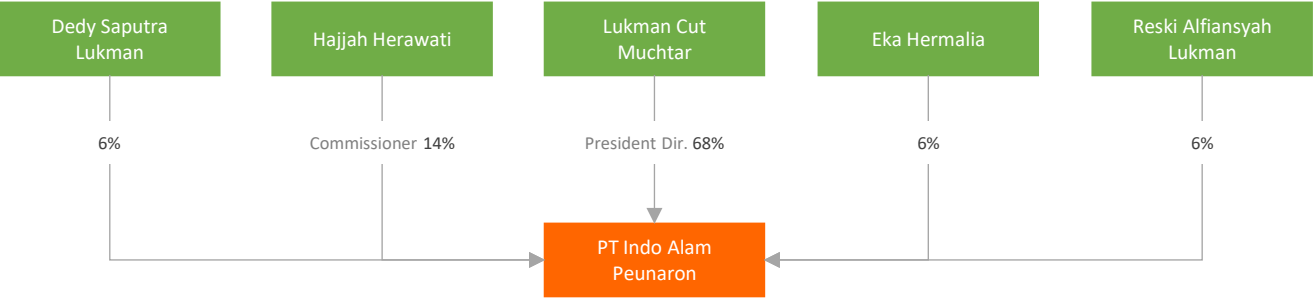 Dedy Saputra
Lukman
Hajjah Herawati
Lukman Cut
Muchtar
Eka Hermalia
Reski Alfiansyah
Lukman
6%
Commissioner 14%
President Dir. 68%
6%
6%
PT Indo Alam
Peunaron